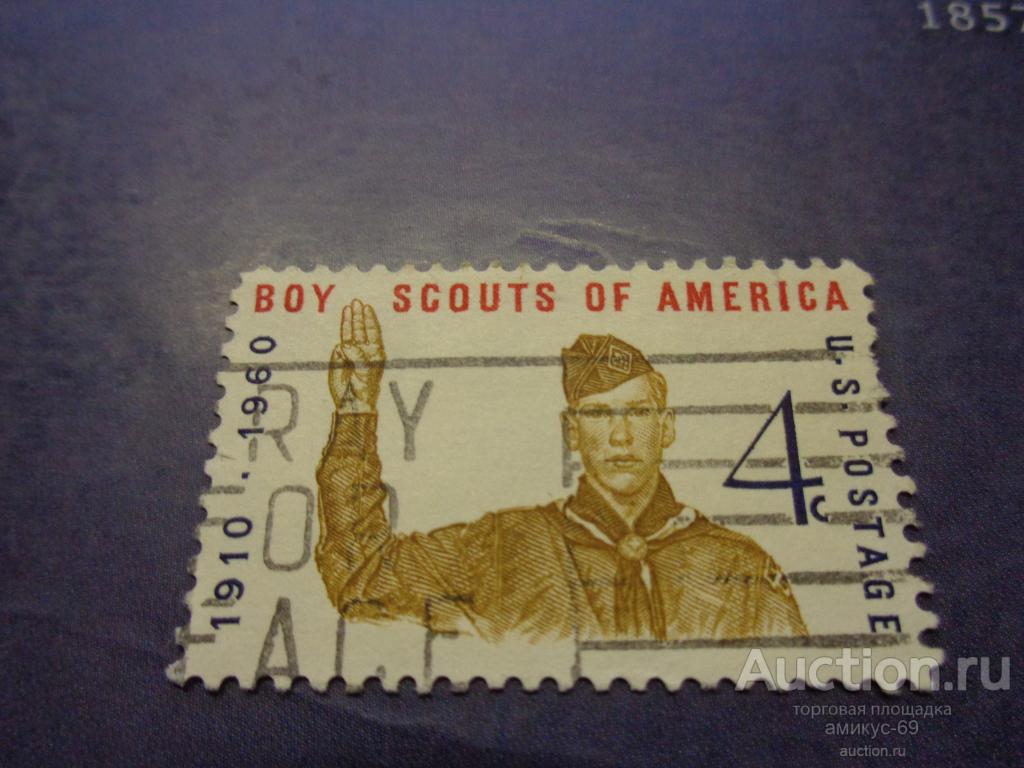 1857
BOY SCOUTS OF AMERICA
1910 . 1960
U.S. POSTAGE
4¢
Auction.ru
торговая площадка
амикус-69
auction.ru